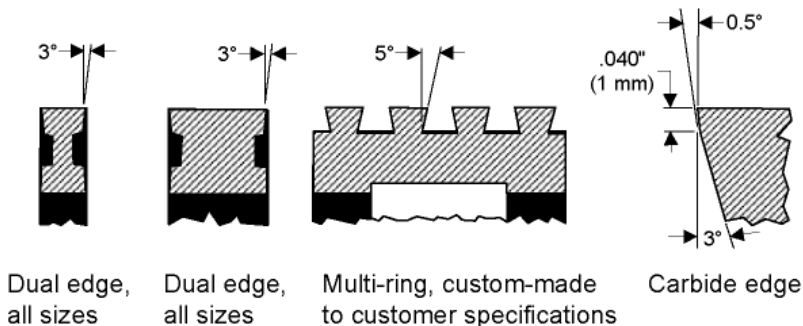 3°
3°
5°
0.5°
.040"
(1 mm)
3°
Dual edge,
all sizes
Dual edge,
all sizes
Multi-ring, custom-made
to customer specifications
Carbide edge